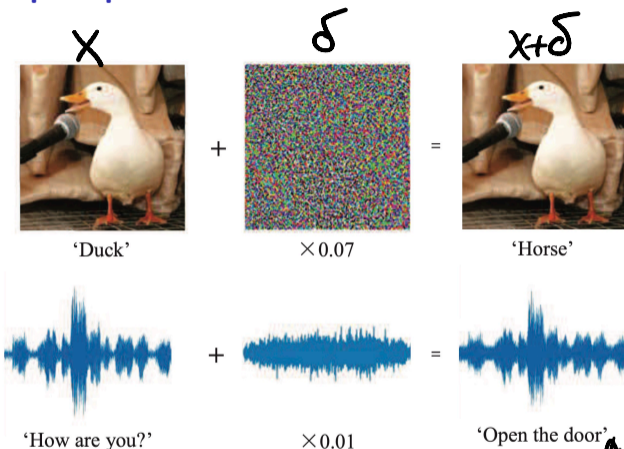 x δ x+δ
+ =
'Duck' ×0.07 'Horse'
+ =
'How are you?' ×0.01 'Open the door'